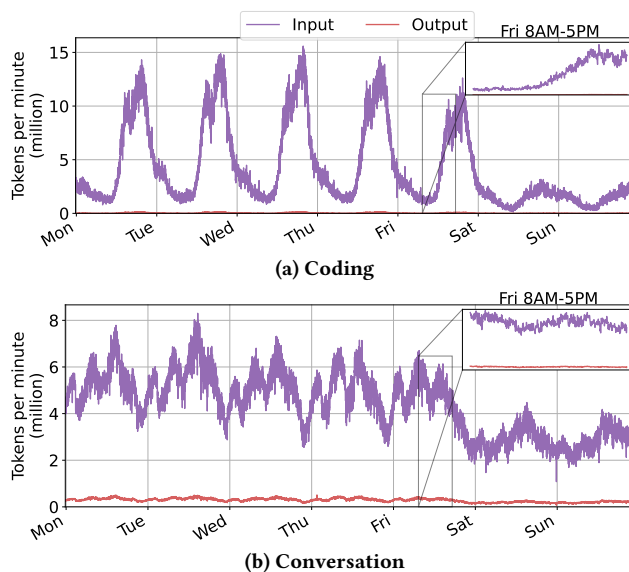 Input Output
Fri 8AM-5PM
Tokens per minute
(million)
15
10
5
0
Mon Tue Wed Thu Fri Sat Sun
(a) Coding
Fri 8AM-5PM
Tokens per minute
(million)
8
6
4
2
0
Mon Tue Wed Thu Fri Sat Sun
(b) Conversation